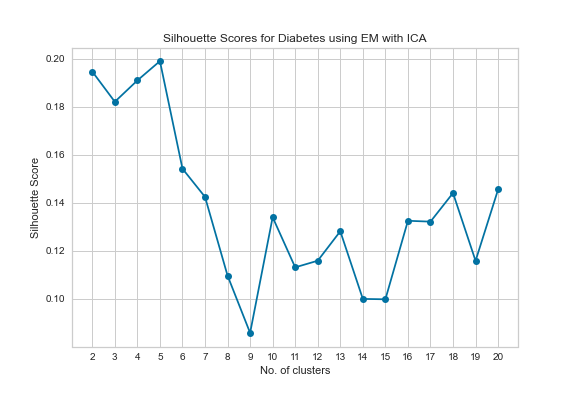 Silhouette Scores for Diabetes using EM with ICA
0.20
0.18
0.16
0.14
0.12
0.10
Silhouette Score
2 3 4 5 6 7 8 9 10 11 12 13 14 15 16 17 18 19 20
No. of clusters